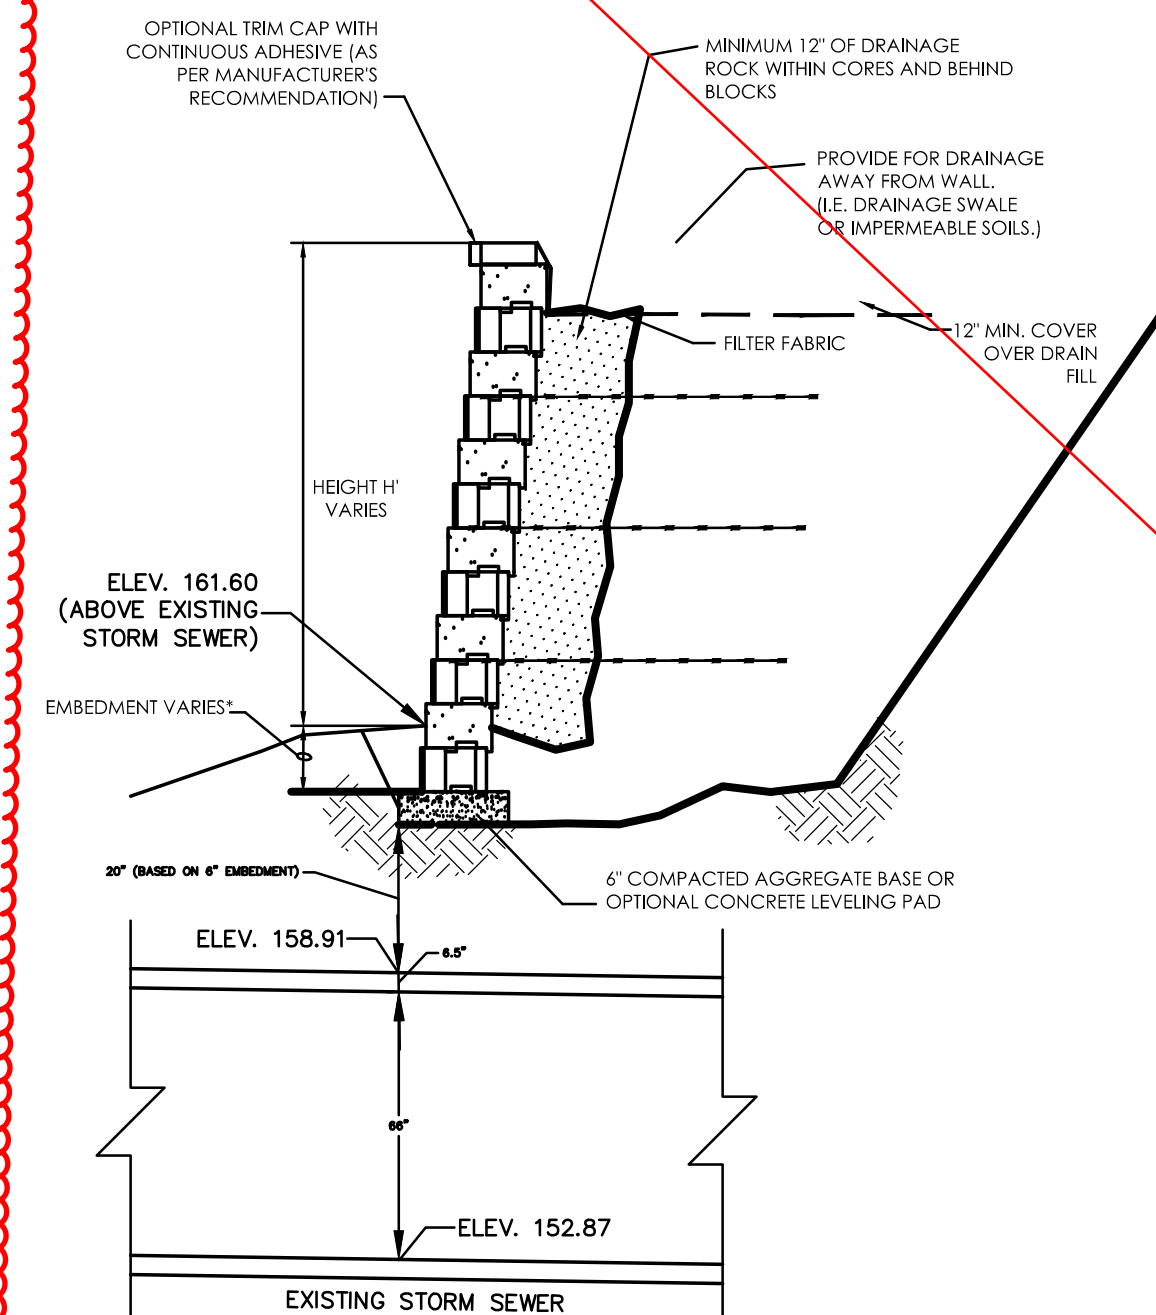 OPTIONAL TRIM CAP WITH
CONTINUOUS ADHESIVE (AS
PER MANUFACTURER'S
RECOMMENDATION)
MINIMUM 12" OF DRAINAGE
ROCK WITHIN CORES AND BEHIND
BLOCKS
PROVIDE FOR DRAINAGE
AWAY FROM WALL.
(I.E. DRAINAGE SWALE
OR IMPERMEABLE SOILS.)
FILTER FABRIC
12" MIN. COVER
OVER DRAIN
FILL
HEIGHT H'
VARIES
ELEV. 161.60
(ABOVE EXISTING
STORM SEWER)
EMBEDMENT VARIES*
20" (BASED ON 6" EMBEDMENT)
6" COMPACTED AGGREGATE BASE OR
OPTIONAL CONCRETE LEVELING PAD
ELEV. 158.91
6.5"
66"
ELEV. 152.87
EXISTING STORM SEWER